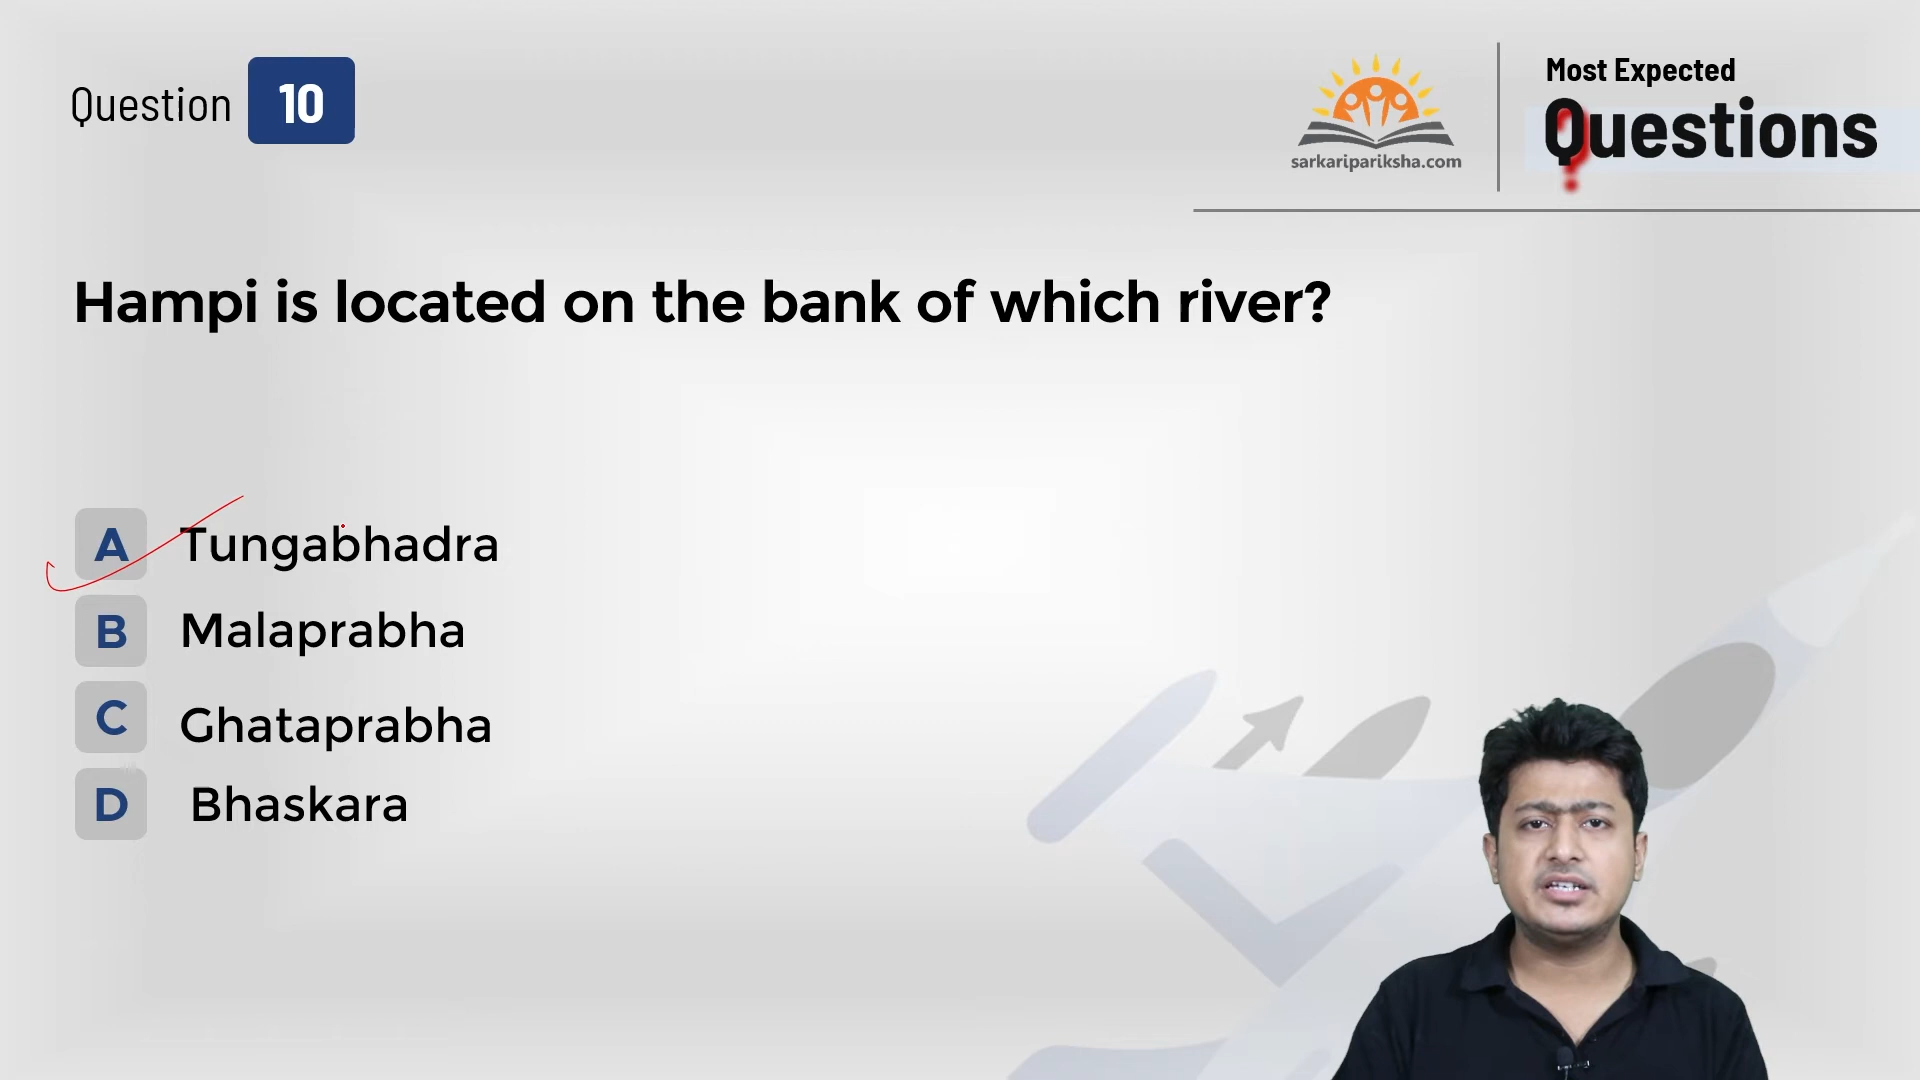 Question 10
sarkaripariksha.com
Most Expected
Questions
Hampi is located on the bank of which river?
A Tungabhadra
B Malaprabha
C Ghataprabha
D Bhaskara